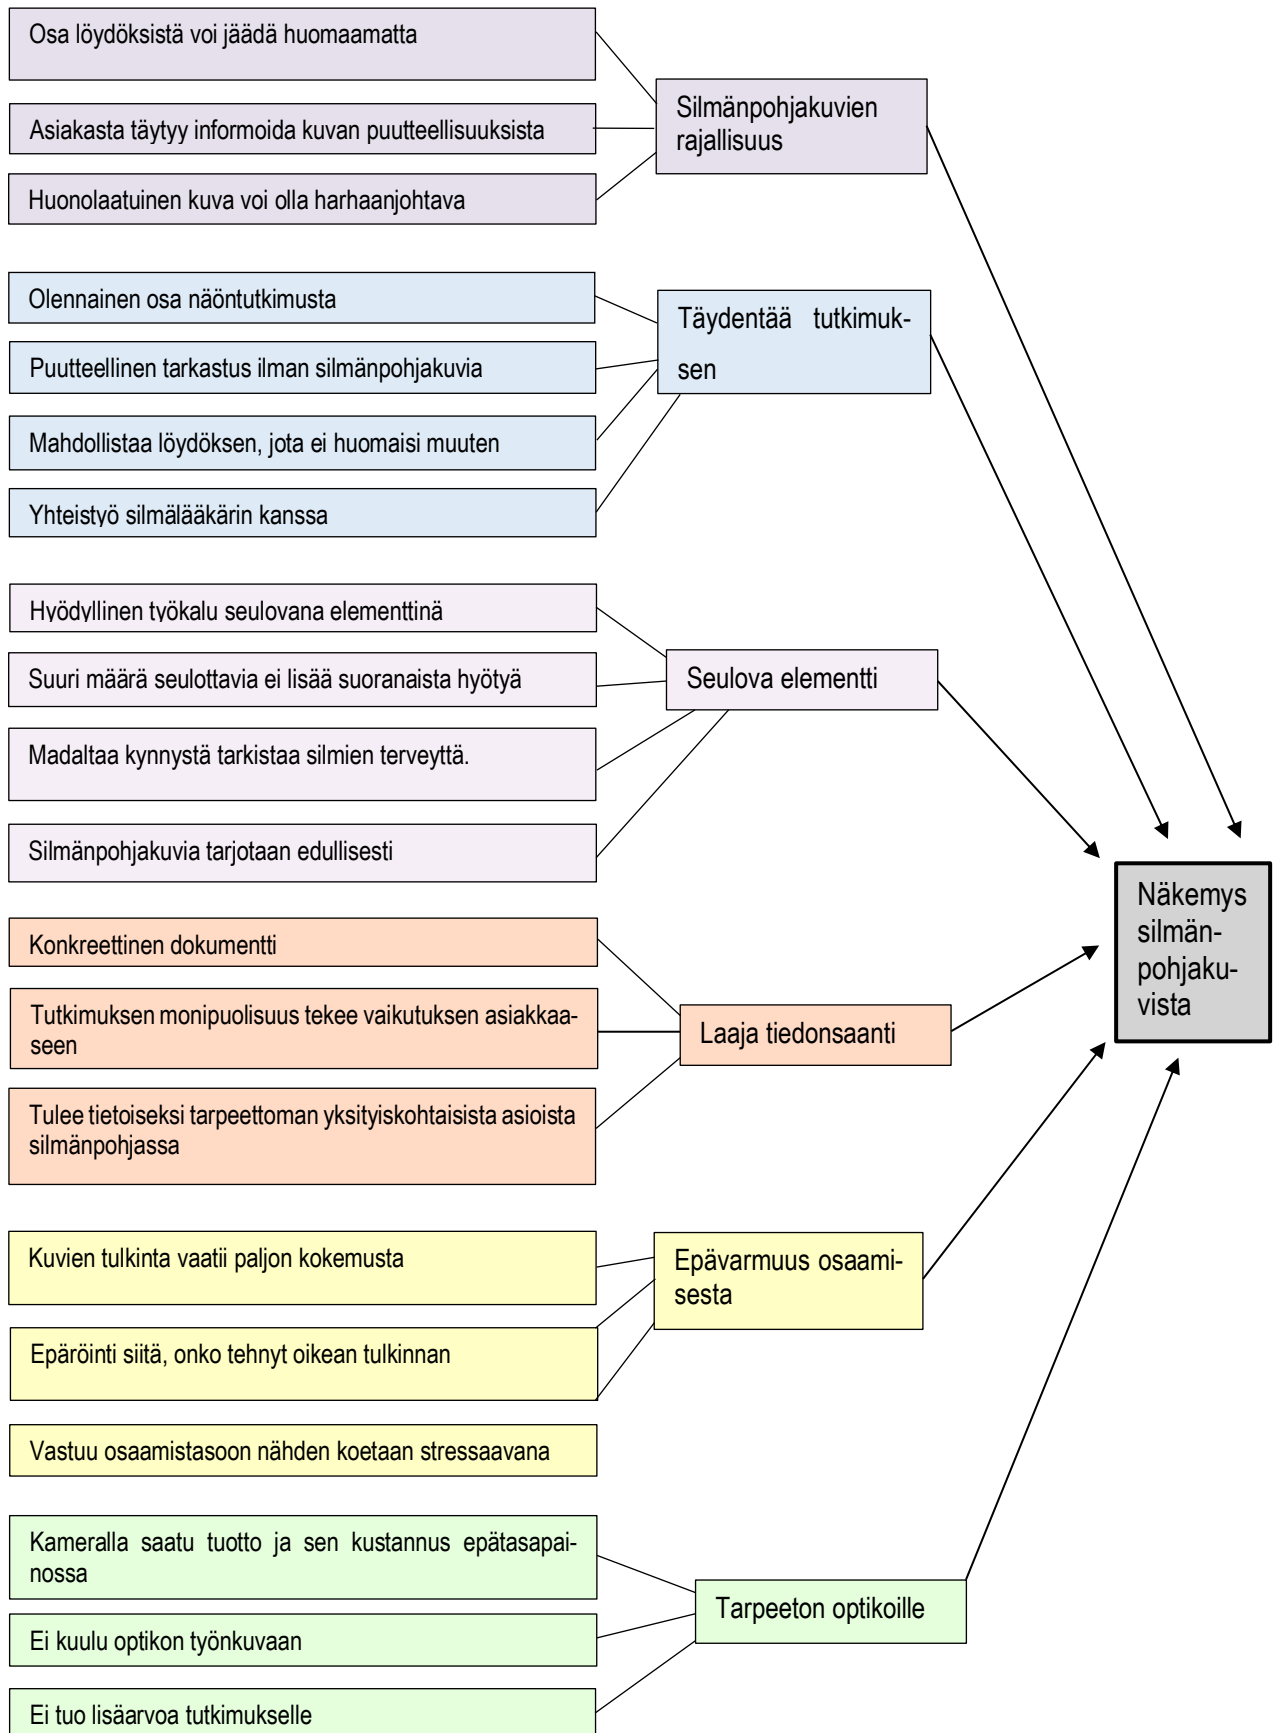 Osa löydöksistä voi jäädä huomaamatta
Asiakasta täytyy informoida kuvan puutteellisuuksista
Huonolaatuinen kuva voi olla harhaanjohtava
Silmänpohjakuvien
rajallisuus
Olennainen osa näöntutkimusta
Puutteellinen tarkastus ilman silmänpohjakuvia
Mahdollistaa löydöksen, jota ei huomaisi muuten
Yhteistyö silmälääkärin kanssa
Täydentää tutkimuk-
sen
Hyödyllinen työkalu seulovana elementtinä
Suuri määrä seulottavia ei lisää suoranaista hyötyä
Madaltaa kynnystä tarkistaa silmien terveyttä.
Silmänpohjakuvia tarjotaan edullisesti
Seulova elementti
Konkreettinen dokumentti
Tutkimuksen monipuolisuus tekee vaikutuksen asiakkaa-
seen
Tulee tietoiseksi tarpeettoman yksityiskohtaisista asioista
silmänpohjassa
Laaja tiedonsaanti
Kuvien tulkinta vaatii paljon kokemusta
Epäröinti siitä, onko tehnyt oikean tulkinnan
Vastuu osaamistasoon nähden koetaan stressaavana
Epävarmuus osaami-
sesta
Kameralla saatu tuotto ja sen kustannus epätasapai-
nossa
Ei kuulu optikon työnkuvaan
Ei tuo lisäarvoa tutkimukselle
Tarpeeton optikoille
Näkemys
silmän-
pohjaku-
vista